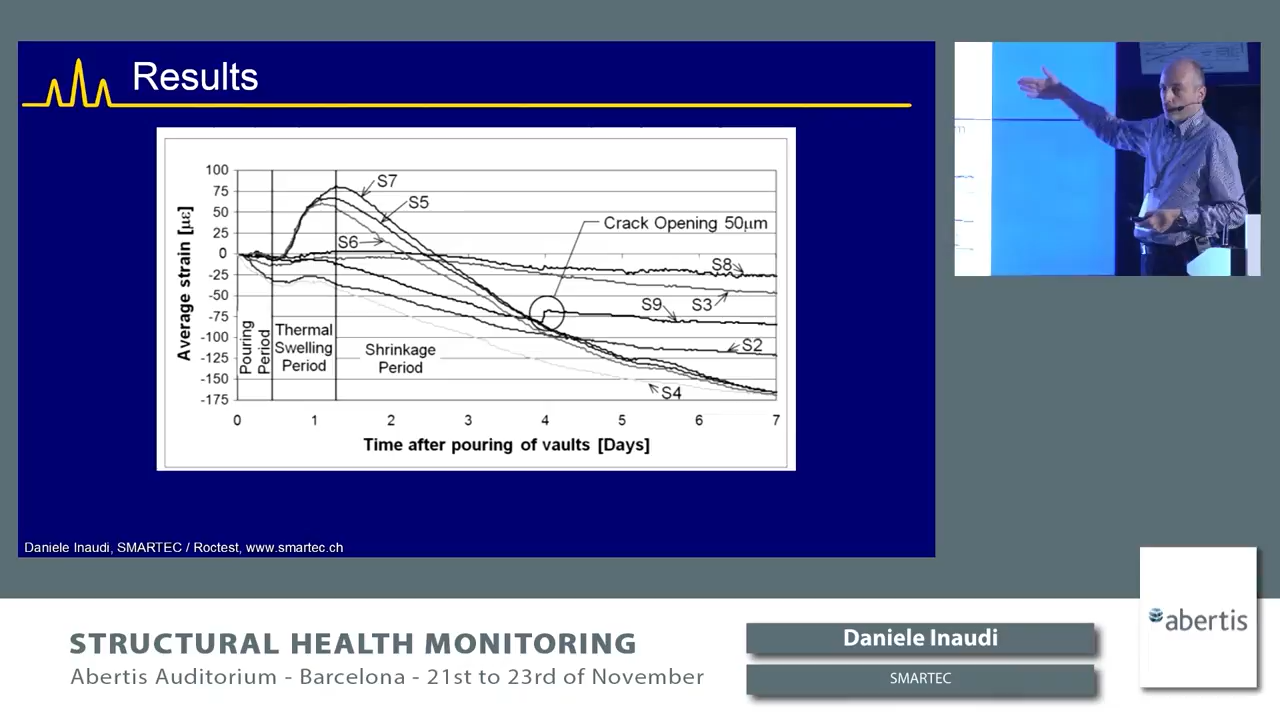 Results
100
75
50
25
0
-25
-50
-75
-100
-125
-150
-175
Average strain [με]
S7
S5
S6
Crack Opening 50μm
S8
S9
S3
S2
S4
Pouring
Period
Thermal
Swelling
Period
Shrinkage
Period
0 1 2 3 4 5 6 7
Time after pouring of vaults [Days]
Daniele Inaudi, SMARTEC / Roctest, www.smartec.ch
STRUCTURAL HEALTH MONITORING
Abertis Auditorium - Barcelona - 21st to 23rd of November
Daniele Inaudi
SMARTEC
abertis